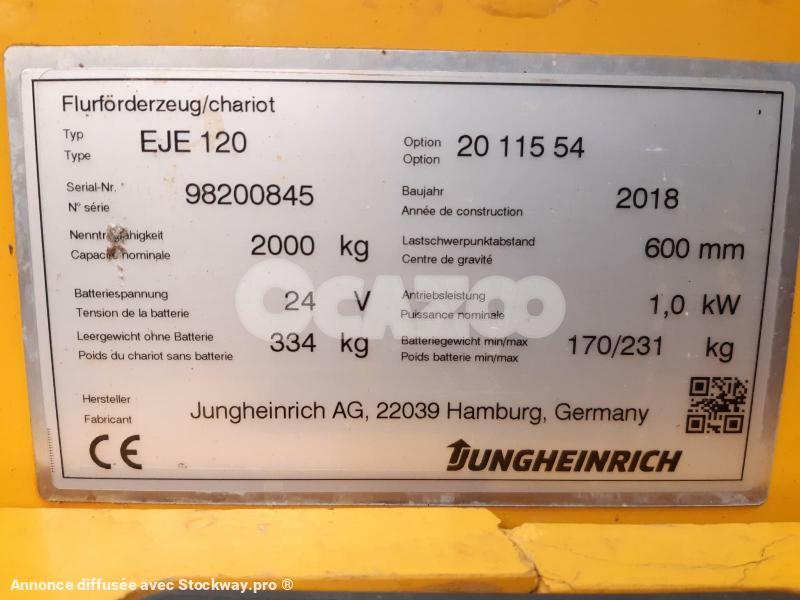 Flurförderzeug/chariot
Typ
Type
EJE 120
Option
Option
20 115 54
Serial-Nr.
N° série
98200845
Baujahr
Année de construction
2018
Capacité nominale
2000 kg
Lastschwerpunktabstand
Centre de gravité
600 mm
Batteriespannung
Tension de la batterie
24 V
Antriebsleistung
Puissance nominale
1,0 kW
Leergewicht ohne Batterie
Poids du chariot sans batterie
334 kg
Batteriegewicht min/max
Poids batterie min/max
170/231 kg
Hersteller
Fabricant
Jungheinrich AG, 22039 Hamburg, Germany
CE
JUNGHEINRICH
OCAZOO
Annonce diffusée avec Stockway.pro ®